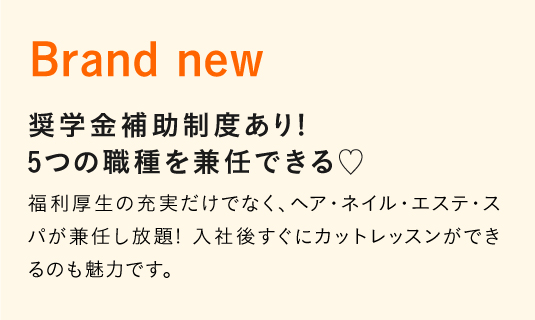 Brand new
奨学金補助制度あり!
5つの職種を兼任できる♡
福利厚生の充実だけでなく、ヘア・ネイル・エステ・ス
パが兼任し放題! 入社後すぐにカットレッスンができ
るのも魅力です。